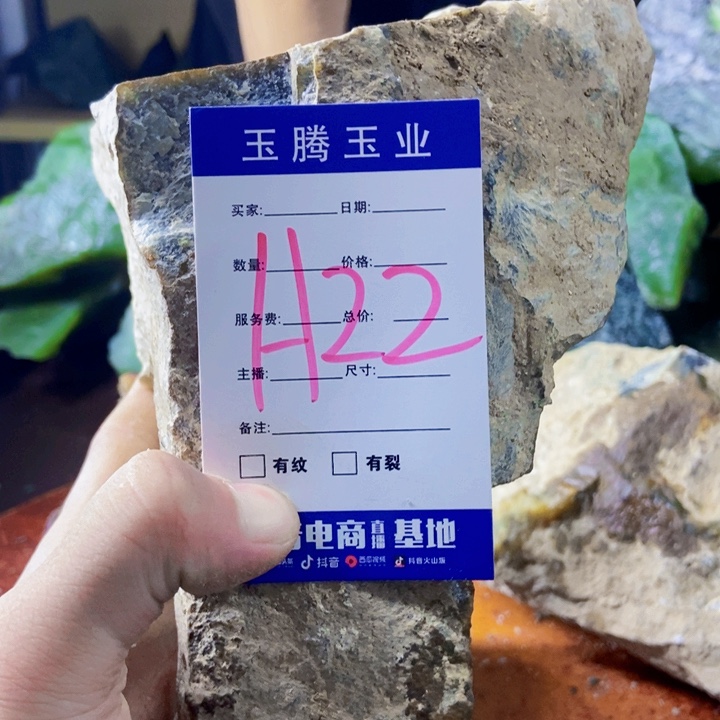 玉腾玉业
买家: 日期:
数量: 价格:
H22
服务费: 总价:
主播: 尺寸:
备注:
有纹 有裂
电商直播基地
抖音 西瓜视频 抖音火山版